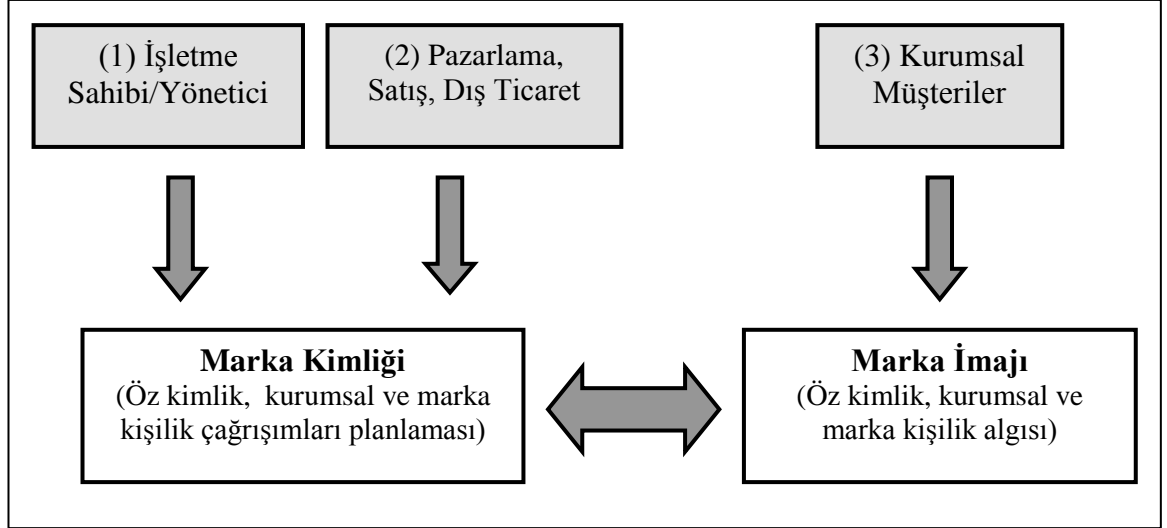 (1) İşletme
Sahibi/Yönetici
(2) Pazarlama,
Satış, Dış Ticaret
(3) Kurumsal
Müşteriler
Marka Kimliği
(Öz kimlik, kurumsal ve marka
kişilik çağrışımları planlaması)
Marka İmajı
(Öz kimlik, kurumsal ve
marka kişilik algısı)